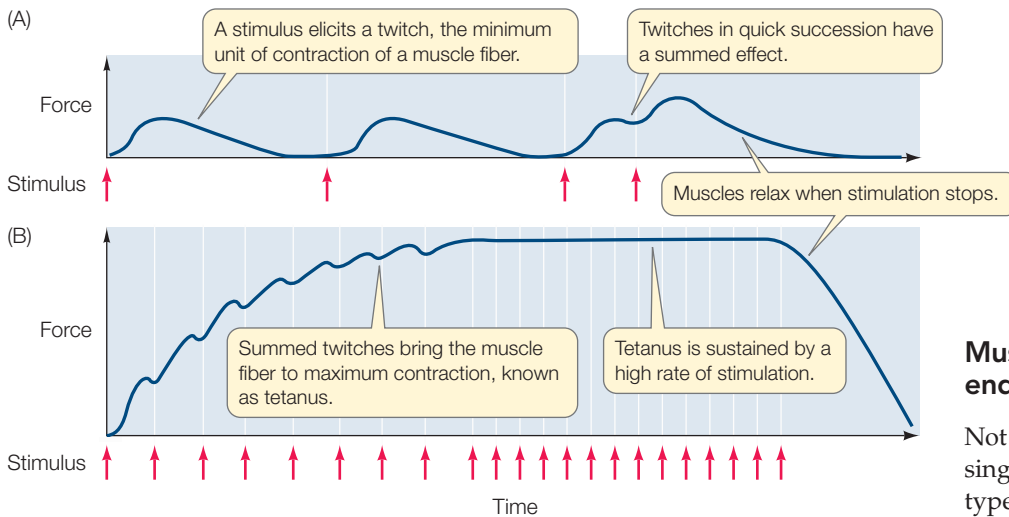 (A)
A stimulus elicits a twitch, the minimum
unit of contraction of a muscle fiber.
Twitches in quick succession have
a summed effect.
Force
Stimulus
Muscles relax when stimulation stops.
(B)
Force
Summed twitches bring the muscle
fiber to maximum contraction, known
as tetanus.
Tetanus is sustained by a
high rate of stimulation.
Stimulus
Time
Not
sing
type